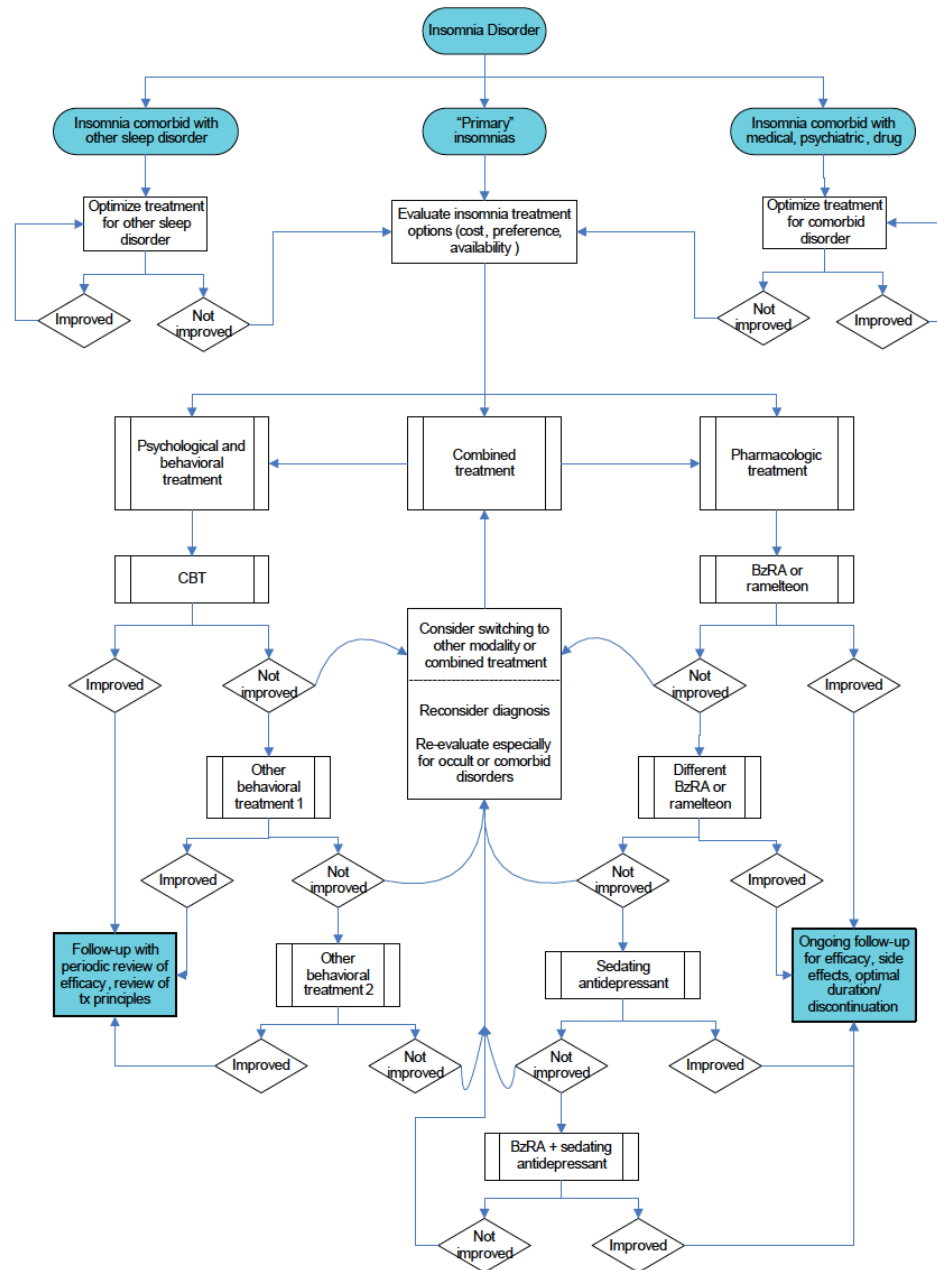 Insomnia Disorder
Insomnia comorbid with
other sleep disorder
“Primary”
insomnias
Insomnia comorbid with
medical, psychiatric, drug
Optimize treatment
for other sleep
disorder
Evaluate insomnia treatment
options (cost, preference,
availability )
Optimize treatment
for comorbid
disorder
Improved
Not
improved
Not
improved
Improved
Psychological and
behavioral
treatment
Combined
treatment
Pharmacologic
treatment
CBT
BzRA or
ramelteon
Consider switching to
other modality or
combined treatment
Reconsider diagnosis
Re-evaluate especially
for occult or comorbid
disorders
Improved
Not
improved
Not
improved
Improved
Other
behavioral
treatment 1
Different
BzRA or
ramelteon
Improved
Not
improved
Not
improved
Improved
Follow-up with
periodic review of
efficacy, review of
tx principles
Other
behavioral
treatment 2
Sedating
antidepressant
Ongoing follow-up
for efficacy, side
effects, optimal
duration/
discontinuation
Improved
Not
improved
Not
improved
Improved
BzRA + sedating
antidepressant
Not
improved
Improved